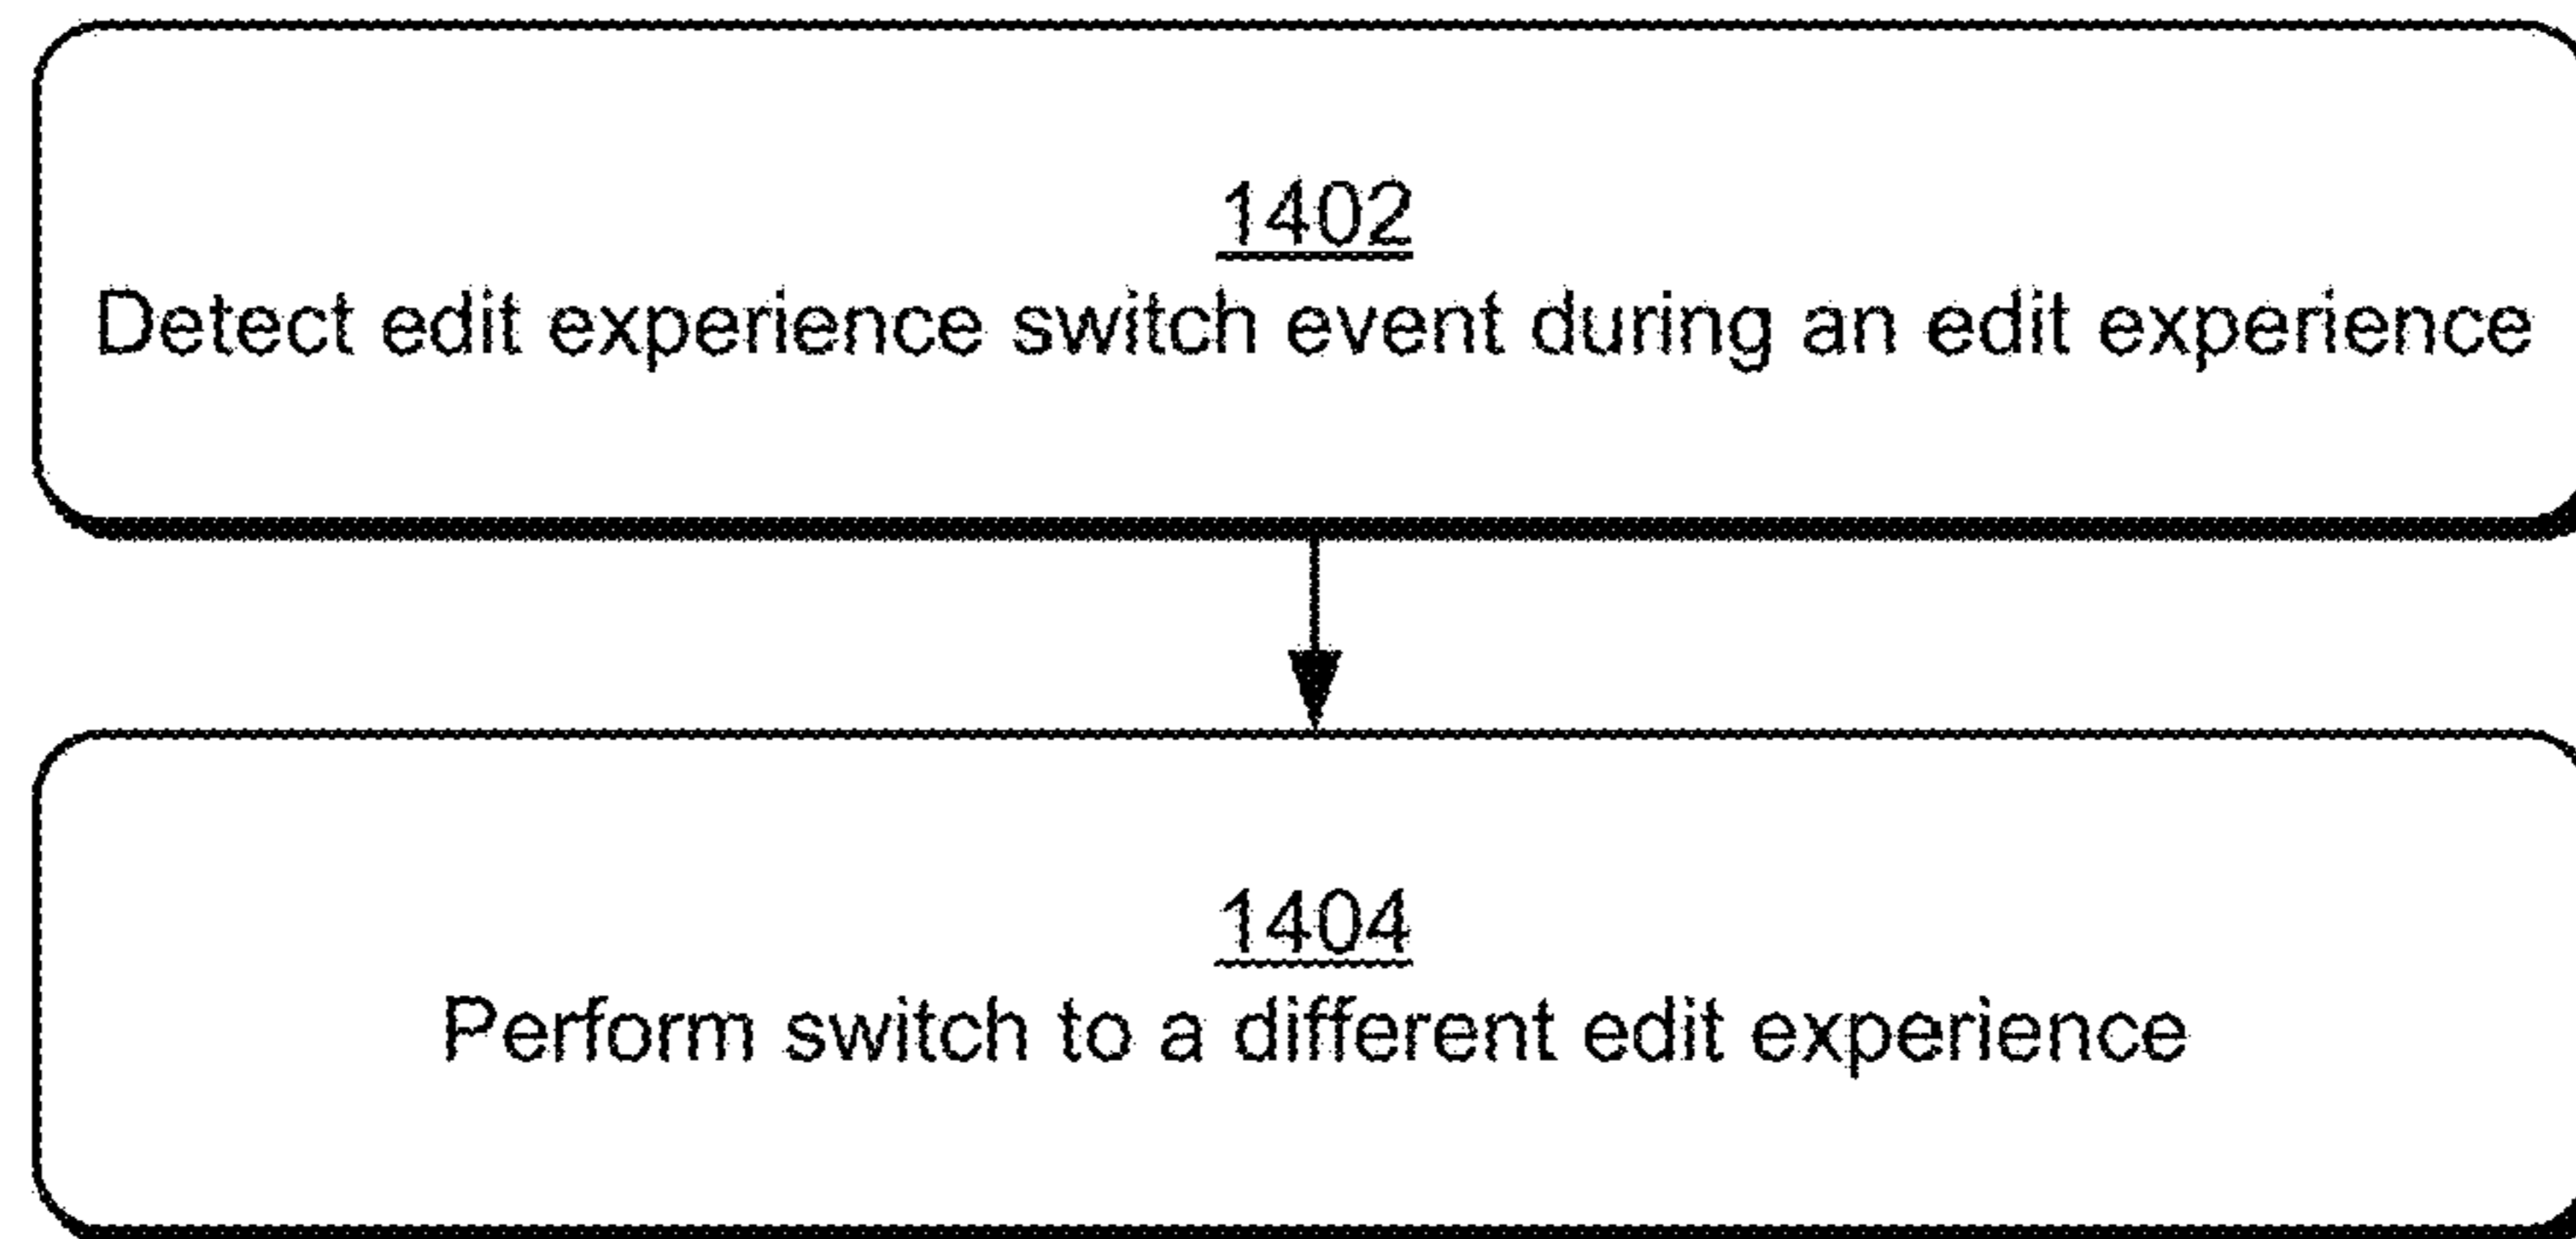 1402
Detect edit experience switch event during an edit experience
1404
Perform switch to a different edit experience